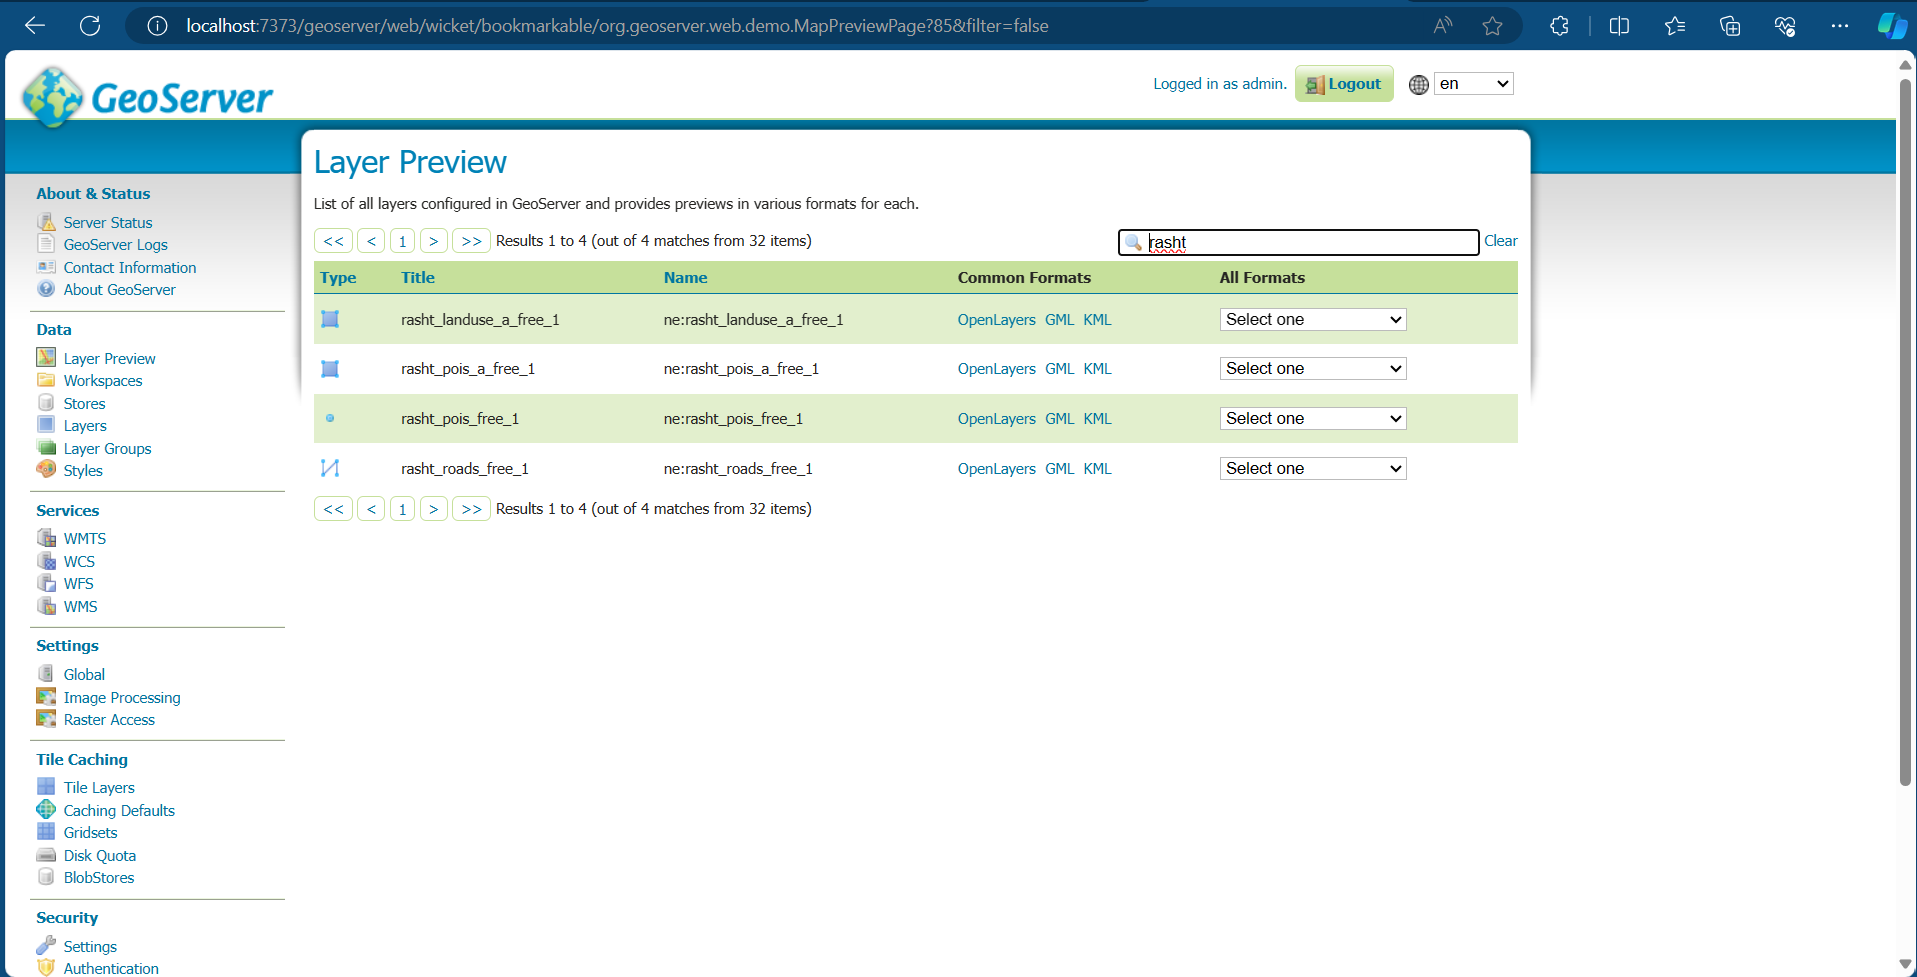 localhost:7373/geoserver/web/wicket/bookmarkable/org.geoserver.web.demo.MapPreviewPage?85&filter=false
GeoServer
Logged in as admin. Logout en
Layer Preview
List of all layers configured in GeoServer and provides previews in various formats for each.
<< < 1 > >> Results 1 to 4 (out of 4 matches from 32 items) rasht Clear
Type Title Name Common Formats All Formats
rasht_landuse_a_free_1 ne:rasht_landuse_a_free_1 OpenLayers GML KML Select one
rasht_pois_a_free_1 ne:rasht_pois_a_free_1 OpenLayers GML KML Select one
rasht_pois_free_1 ne:rasht_pois_free_1 OpenLayers GML KML Select one
rasht_roads_free_1 ne:rasht_roads_free_1 OpenLayers GML KML Select one
<< < 1 > >> Results 1 to 4 (out of 4 matches from 32 items)
About & Status
Server Status
GeoServer Logs
Contact Information
About GeoServer
Data
Layer Preview
Workspaces
Stores
Layers
Layer Groups
Styles
Services
WMTS
WCS
WFS
WMS
Settings
Global
Image Processing
Raster Access
Tile Caching
Tile Layers
Caching Defaults
Gridsets
Disk Quota
BlobStores
Security
Settings
Authentication